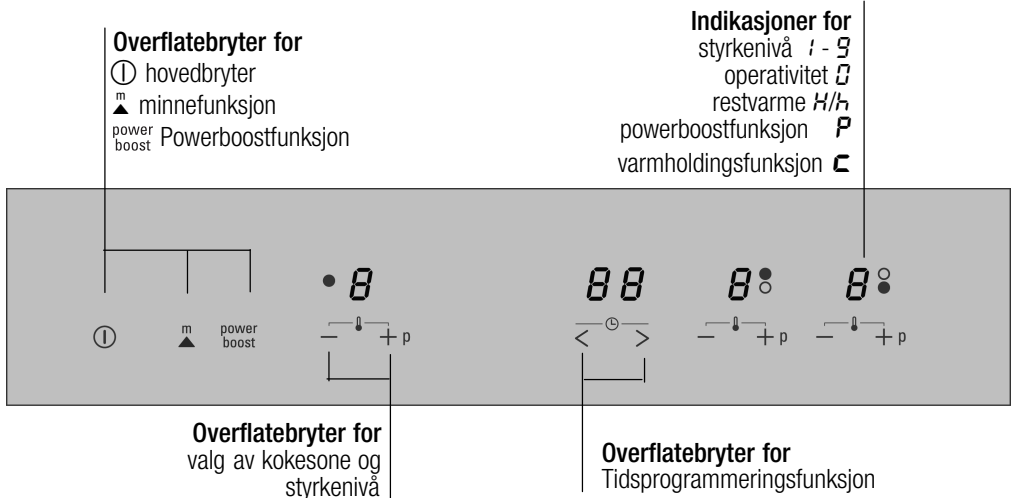 Overflatebryter for
hovedbryter
m minnefunksjon
power boost Powerboostfunksjon
Indikasjoner for
styrkenivå 1 - 9
operativitet 0
restvarme H/h
powerboostfunksjon P
varmholdingsfunksjon c
8
88
8
8
m
power
boost
− + p
< >
− + p
− + p
Overflatebryter for
valg av kokesone og
styrkenivå
Overflatebryter for
Tidsprogrammeringsfunksjon